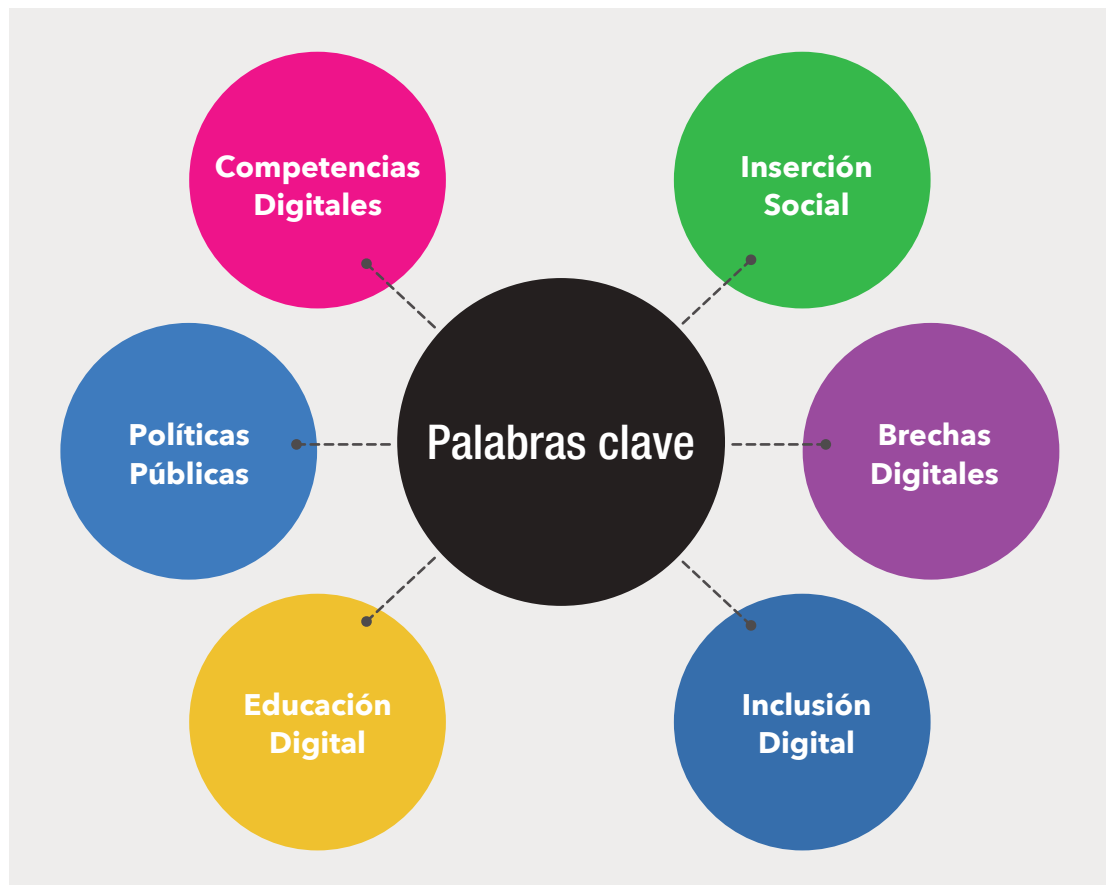 Competencias
Digitales
Inserción
Social
Políticas
Públicas
Palabras clave
Brechas
Digitales
Educación
Digital
Inclusión
Digital